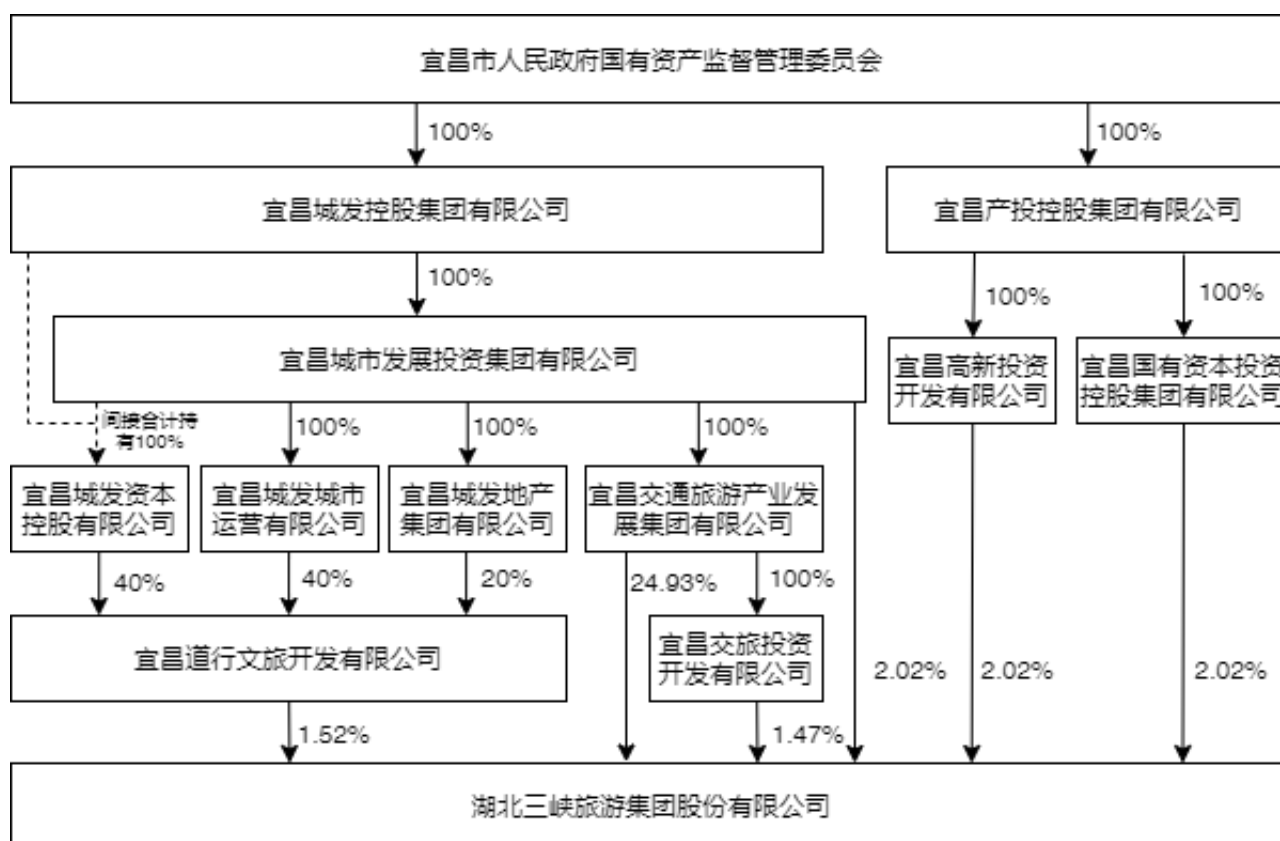 宜昌市人民政府国有资产监督管理委员会
100%
100%
宜昌城发控股集团有限公司
宜昌产投控股集团有限公司
100%
100%
100%
宜昌城市发展投资集团有限公司
宜昌高新投资
开发有限公司
宜昌国有资本投资
控股集团有限公司
间接合计持
有100%
100%
100%
100%
宜昌城发资本
控股有限公司
宜昌城发城市
运营有限公司
宜昌城发地产
集团有限公司
宜昌交通旅游产业发
展集团有限公司
40%
40%
20%
24.93%
100%
宜昌道行文旅开发有限公司
宜昌交旅投资
开发有限公司
2.02%
2.02%
2.02%
1.52%
1.47%
湖北三峡旅游集团股份有限公司